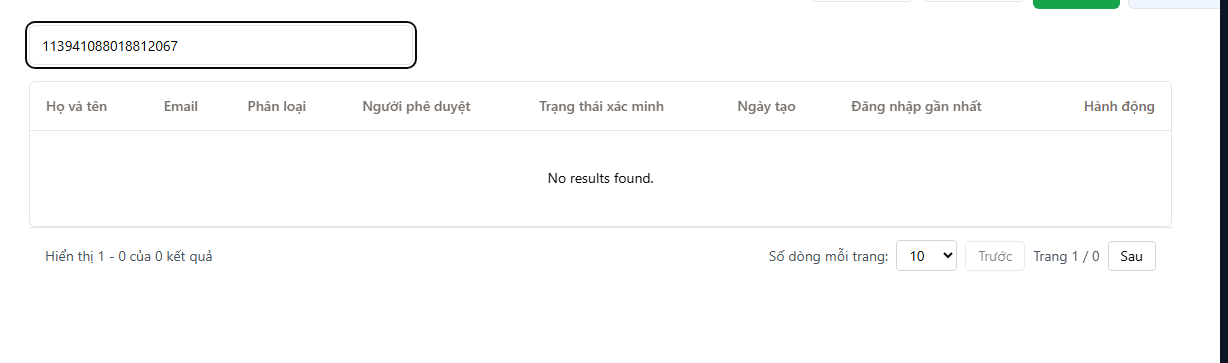 113941088018812067
Họ và tên Email Phân loại Người phê duyệt Trạng thái xác minh Ngày tạo Đăng nhập gần nhất Hành động
No results found.
Hiển thị 1 - 0 của 0 kết quả Số dòng mỗi trang: 10 Trước Trang 1 / 0 Sau